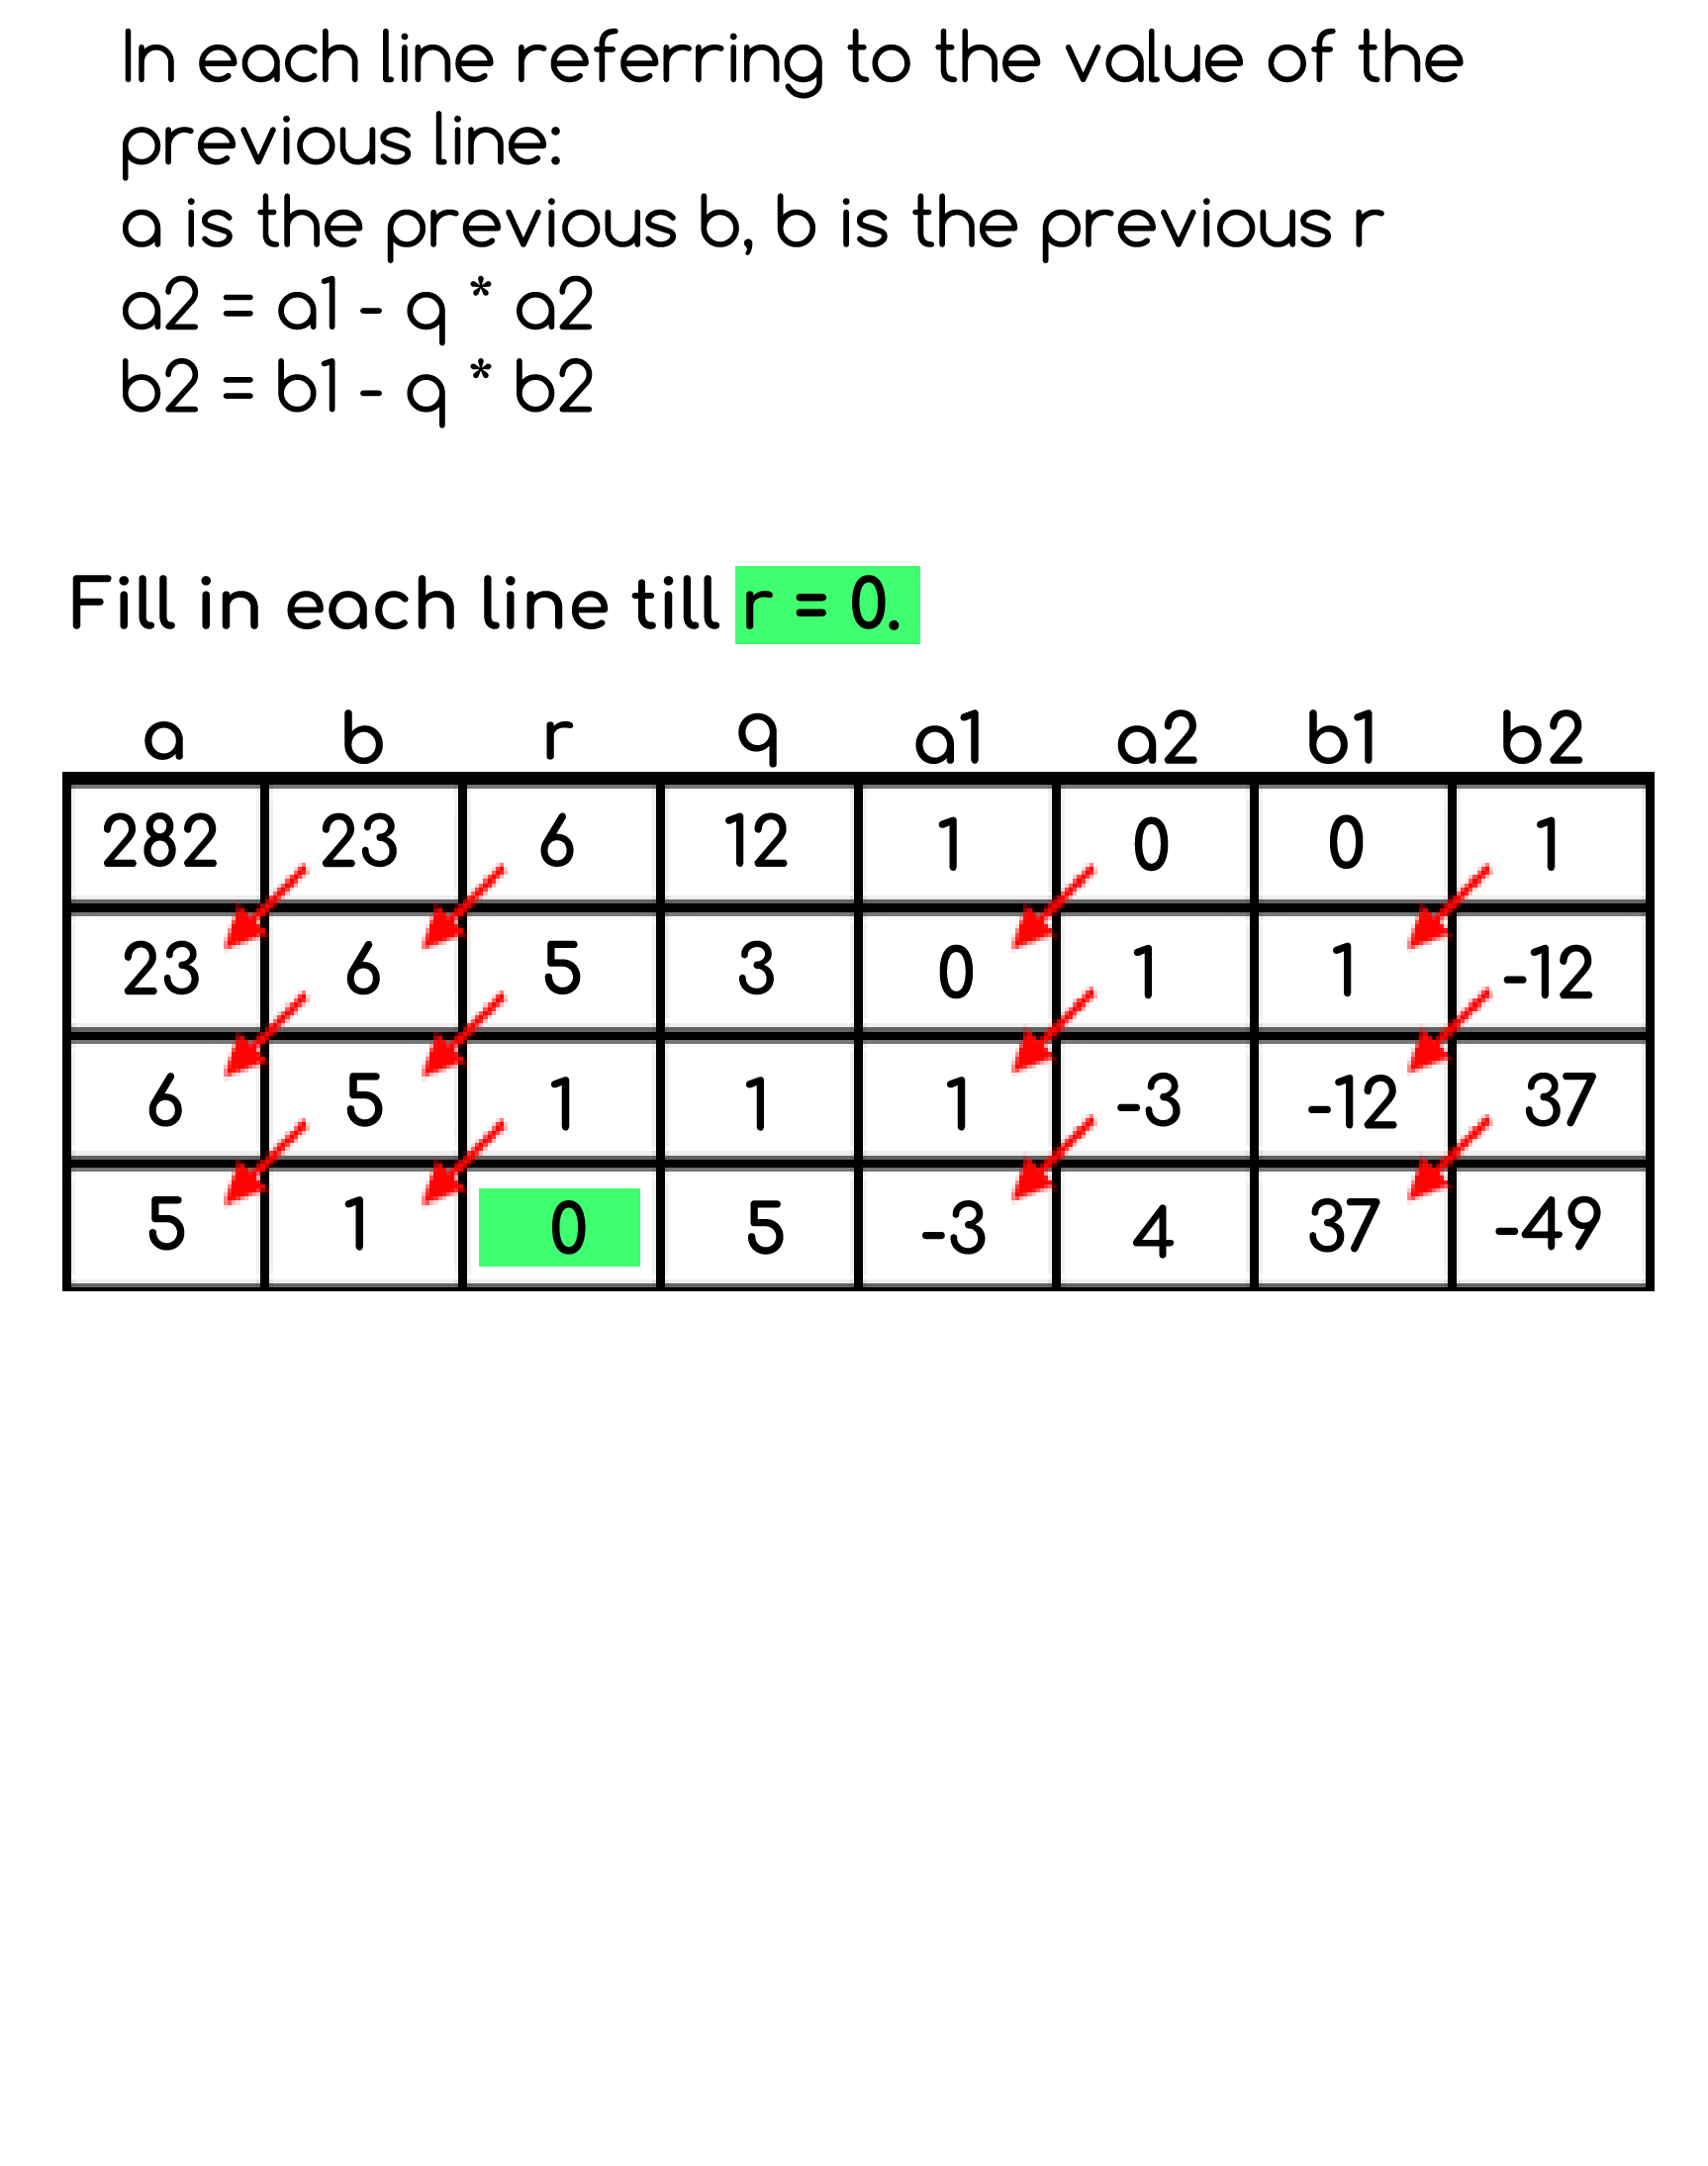 In each line referring to the value of the
previous line:
a is the previous b, b is the previous r
a2 = a1 - q * a2
b2 = b1 - q * b2
Fill in each line till r = 0.
a b r q a1 a2 b1 b2
282 23 6 12 1 0 0 1
23 6 5 3 0 1 1 -12
6 5 1 1 1 -3 -12 37
5 1 0 5 -3 4 37 -49